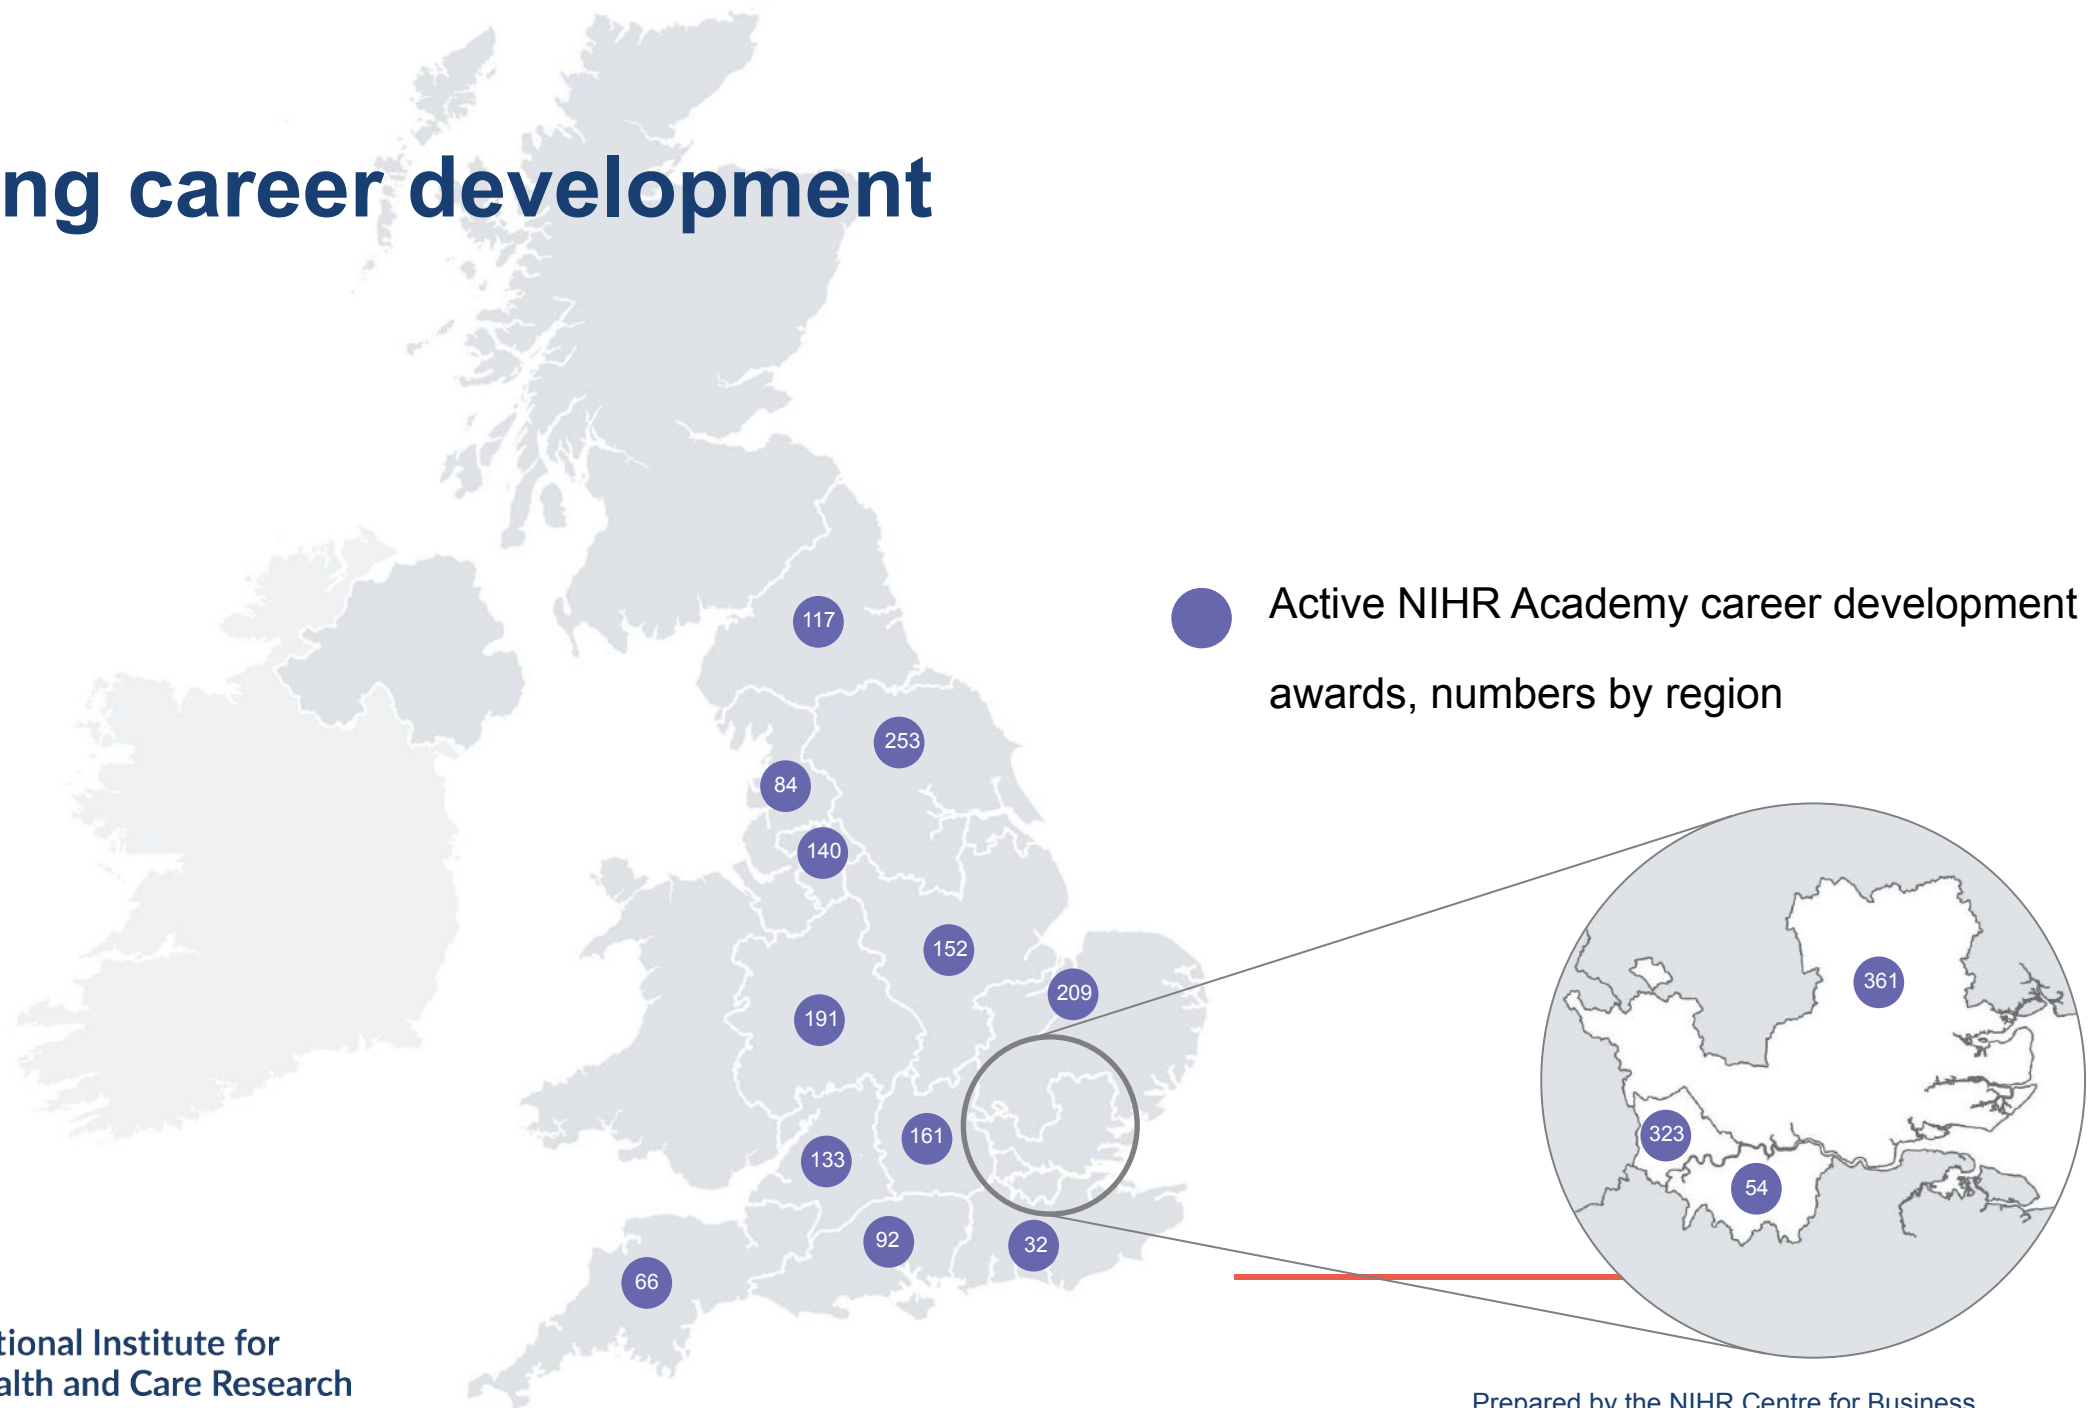 ng career development
117
Active NIHR Academy career development
awards, numbers by region
253
84
140
152
209
361
191
323
161
133
54
92
32
66
tional Institute for
alth and Care Research
Prepared by the NIHR Centre for Business